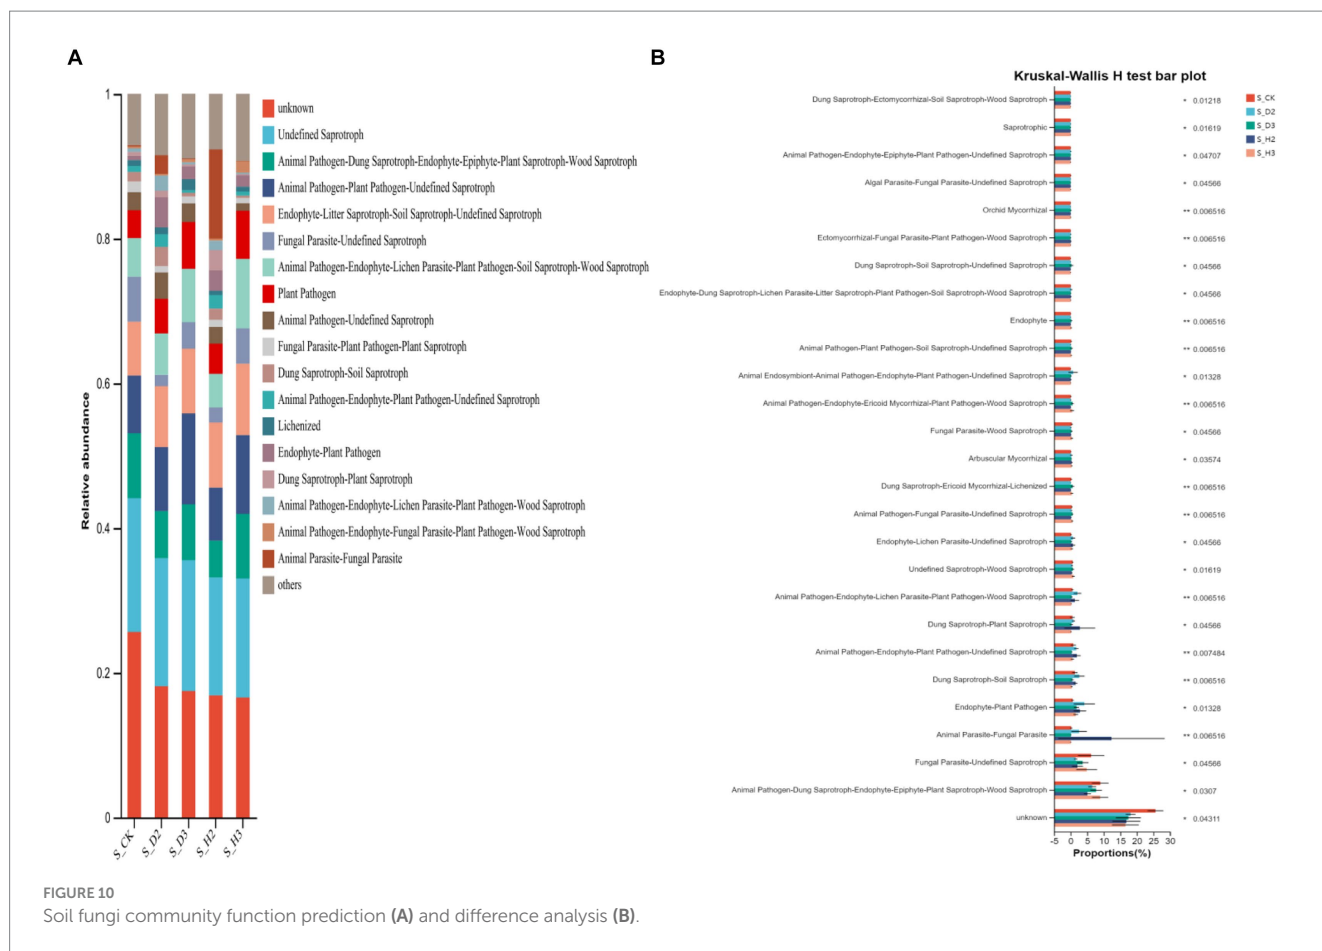 A
1
0.8
0.6
0.4
0.2
0
Relative abundance
S_CK
S_D2
S_D3
S_H2
S_H3
unknown
Undefined Saprotroph
Animal Pathogen-Dung Saprotroph-Endophyte-Epiphyte-Plant Saprotroph-Wood Saprotroph
Animal Pathogen-Plant Pathogen-Undefined Saprotroph
Endophyte-Litter Saprotroph-Soil Saprotroph-Undefined Saprotroph
Fungal Parasite-Undefined Saprotroph
Animal Pathogen-Endophyte-Lichen Parasite-Plant Pathogen-Soil Saprotroph-Wood Saprotroph
Plant Pathogen
Animal Pathogen-Undefined Saprotroph
Fungal Parasite-Plant Pathogen-Plant Saprotroph
Dung Saprotroph-Soil Saprotroph
Animal Pathogen-Endophyte-Plant Pathogen-Undefined Saprotroph
Lichenized
Endophyte-Plant Pathogen
Dung Saprotroph-Plant Saprotroph
Animal Pathogen-Endophyte-Lichen Parasite-Plant Pathogen-Wood Saprotroph
Animal Pathogen-Endophyte-Fungal Parasite-Plant Pathogen-Wood Saprotroph
Animal Parasite-Fungal Parasite
others
B
Kruskal-Wallis H test bar plot
Dung Saprotroph-Ectomycorrhizal-Soil Saprotroph-Wood Saprotroph * 0.01218
Saprotrophic * 0.01619
Animal Pathogen-Endophyte-Epiphyte-Plant Pathogen-Undefined Saprotroph * 0.04707
Algal Parasite-Fungal Parasite-Undefined Saprotroph * 0.04566
Orchid Mycorrhizal ** 0.006516
Ectomycorrhizal-Fungal Parasite-Plant Pathogen-Wood Saprotroph ** 0.006516
Dung Saprotroph-Soil Saprotroph-Undefined Saprotroph * 0.04566
Endophyte-Dung Saprotroph-Lichen Parasite-Litter Saprotroph-Plant Pathogen-Soil Saprotroph-Wood Saprotroph * 0.04566
Endophyte ** 0.006516
Animal Pathogen-Plant Pathogen-Soil Saprotroph-Undefined Saprotroph ** 0.006516
Animal Endosymbiont-Animal Pathogen-Endophyte-Plant Pathogen-Undefined Saprotroph * 0.01328
Animal Pathogen-Endophyte-Ericoid Mycorrhizal-Plant Pathogen-Wood Saprotroph ** 0.006516
Fungal Parasite-Wood Saprotroph * 0.04566
Arbuscular Mycorrhizal * 0.03574
Dung Saprotroph-Ericoid Mycorrhizal-Lichenized ** 0.006516
Animal Pathogen-Fungal Parasite-Undefined Saprotroph ** 0.006516
Endophyte-Lichen Parasite-Undefined Saprotroph * 0.04566
Undefined Saprotroph-Wood Saprotroph * 0.01619
Animal Pathogen-Endophyte-Lichen Parasite-Plant Pathogen-Wood Saprotroph ** 0.006516
Dung Saprotroph-Plant Saprotroph * 0.04566
Animal Pathogen-Endophyte-Plant Pathogen-Undefined Saprotroph ** 0.007484
Dung Saprotroph-Soil Saprotroph ** 0.006516
Endophyte-Plant Pathogen * 0.01328
Animal Parasite-Fungal Parasite ** 0.006516
Fungal Parasite-Undefined Saprotroph * 0.04566
Animal Pathogen-Dung Saprotroph-Endophyte-Epiphyte-Plant Saprotroph-Wood Saprotroph * 0.0307
unknown * 0.04311
-5 0 5 10 15 20 25 30
Proportions(%)
S_CK
S_D2
S_D3
S_H2
S_H3
FIGURE 10
Soil fungi community function prediction (A) and difference analysis (B).